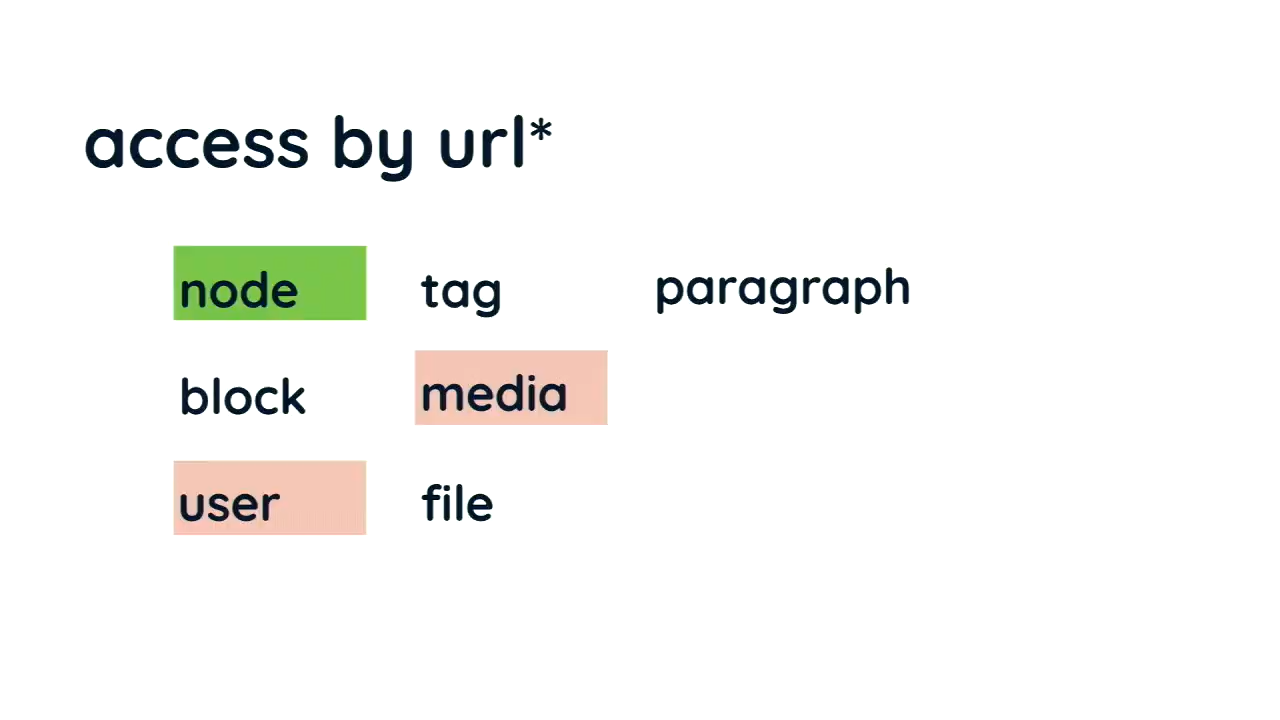 access by url*
node tag paragraph
block media
user file